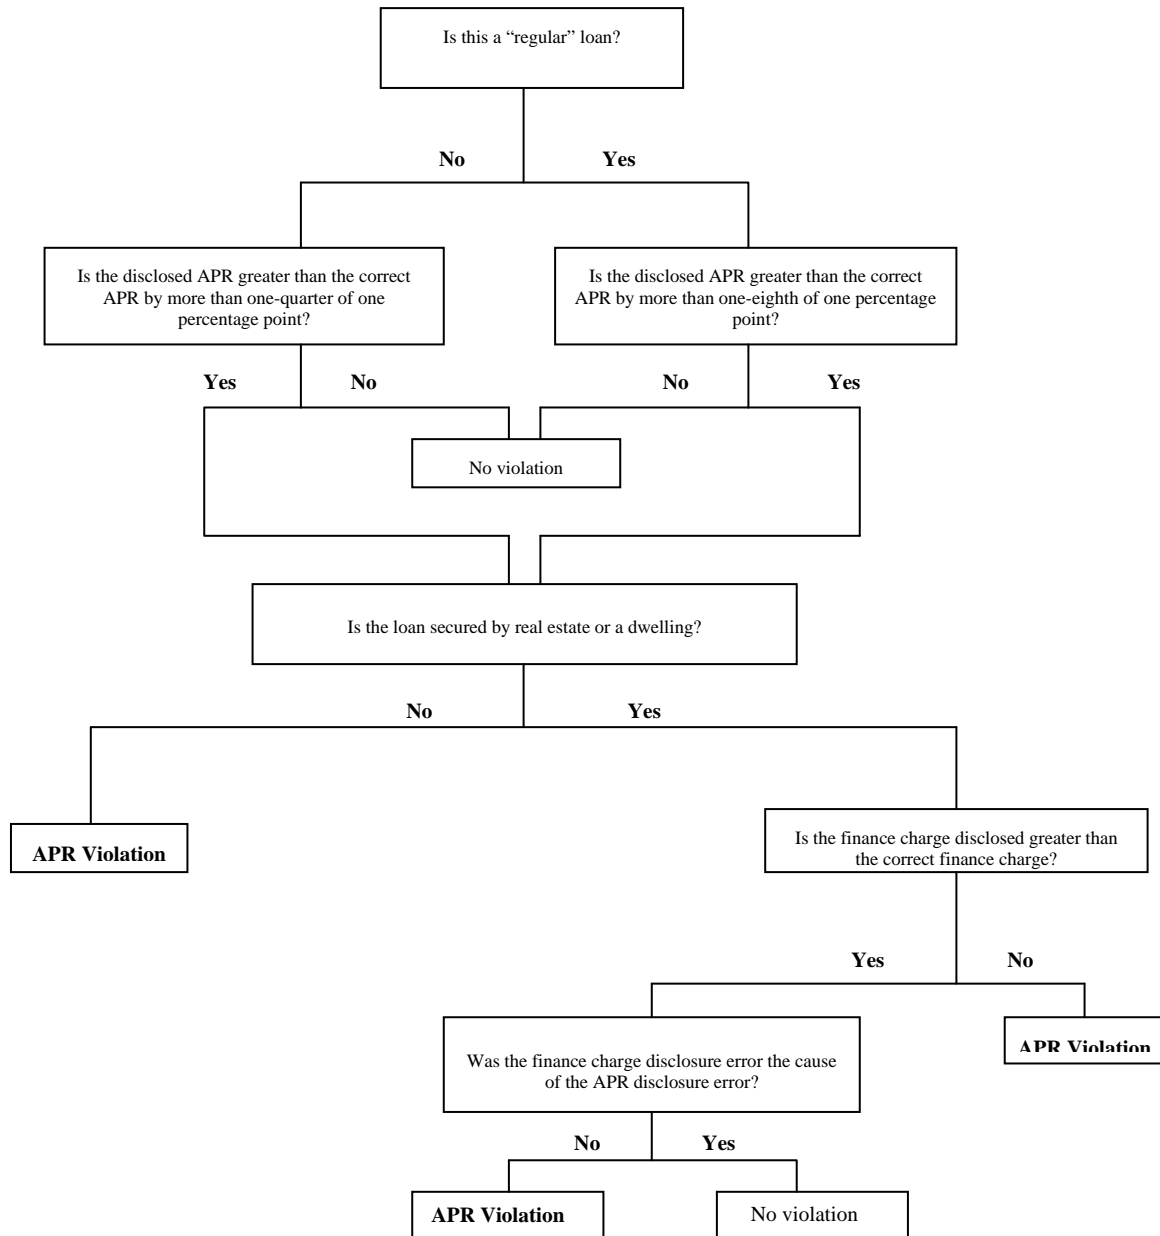 Is this a “regular” loan?
No
Yes
Is the disclosed APR greater than the correct
APR by more than one-quarter of one
percentage point?
Is the disclosed APR greater than the correct
APR by more than one-eighth of one percentage
point?
Yes
No
No
Yes
No violation
Is the loan secured by real estate or a dwelling?
No
Yes
APR Violation
Is the finance charge disclosed greater than
the correct finance charge?
Yes
No
Was the finance charge disclosure error the cause
of the APR disclosure error?
APR Violation
No
Yes
APR Violation
No violation